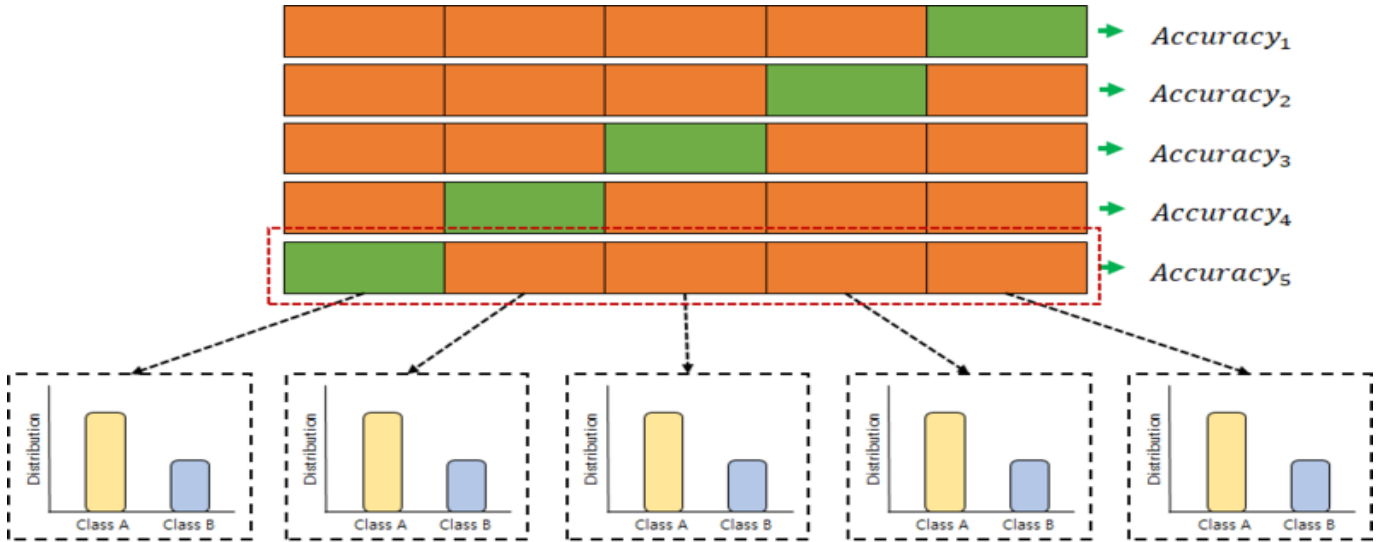 Accuracy₁
Accuracy₂
Accuracy₃
Accuracy₄
Accuracy₅
Distribution
Class A Class B
Distribution
Class A Class B
Distribution
Class A Class B
Distribution
Class A Class B
Distribution
Class A Class B